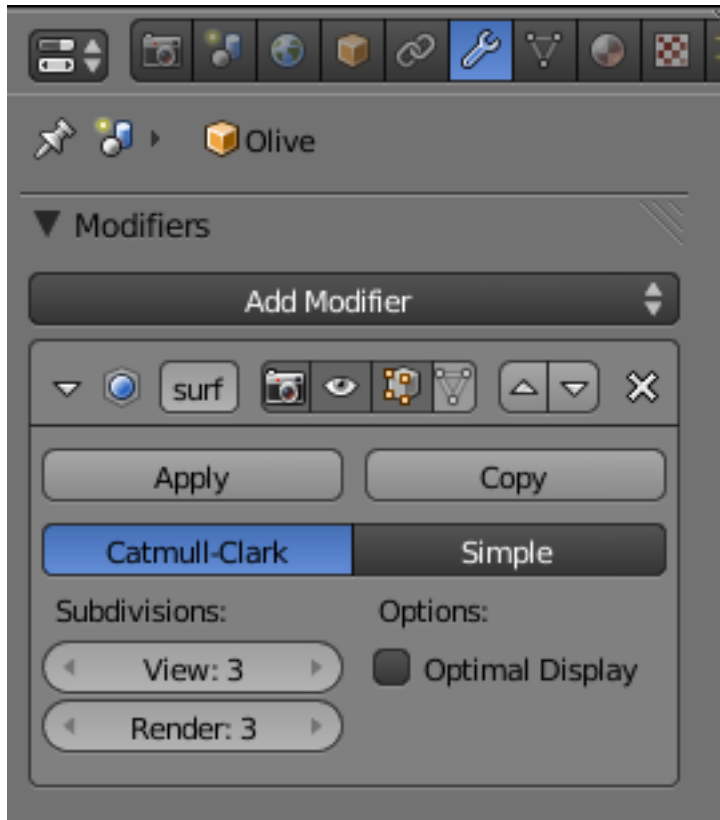 Olive
Modifiers
Add Modifier
surf
Apply Copy
Catmull-Clark Simple
Subdivisions: Options:
View: 3 Optimal Display
Render: 3